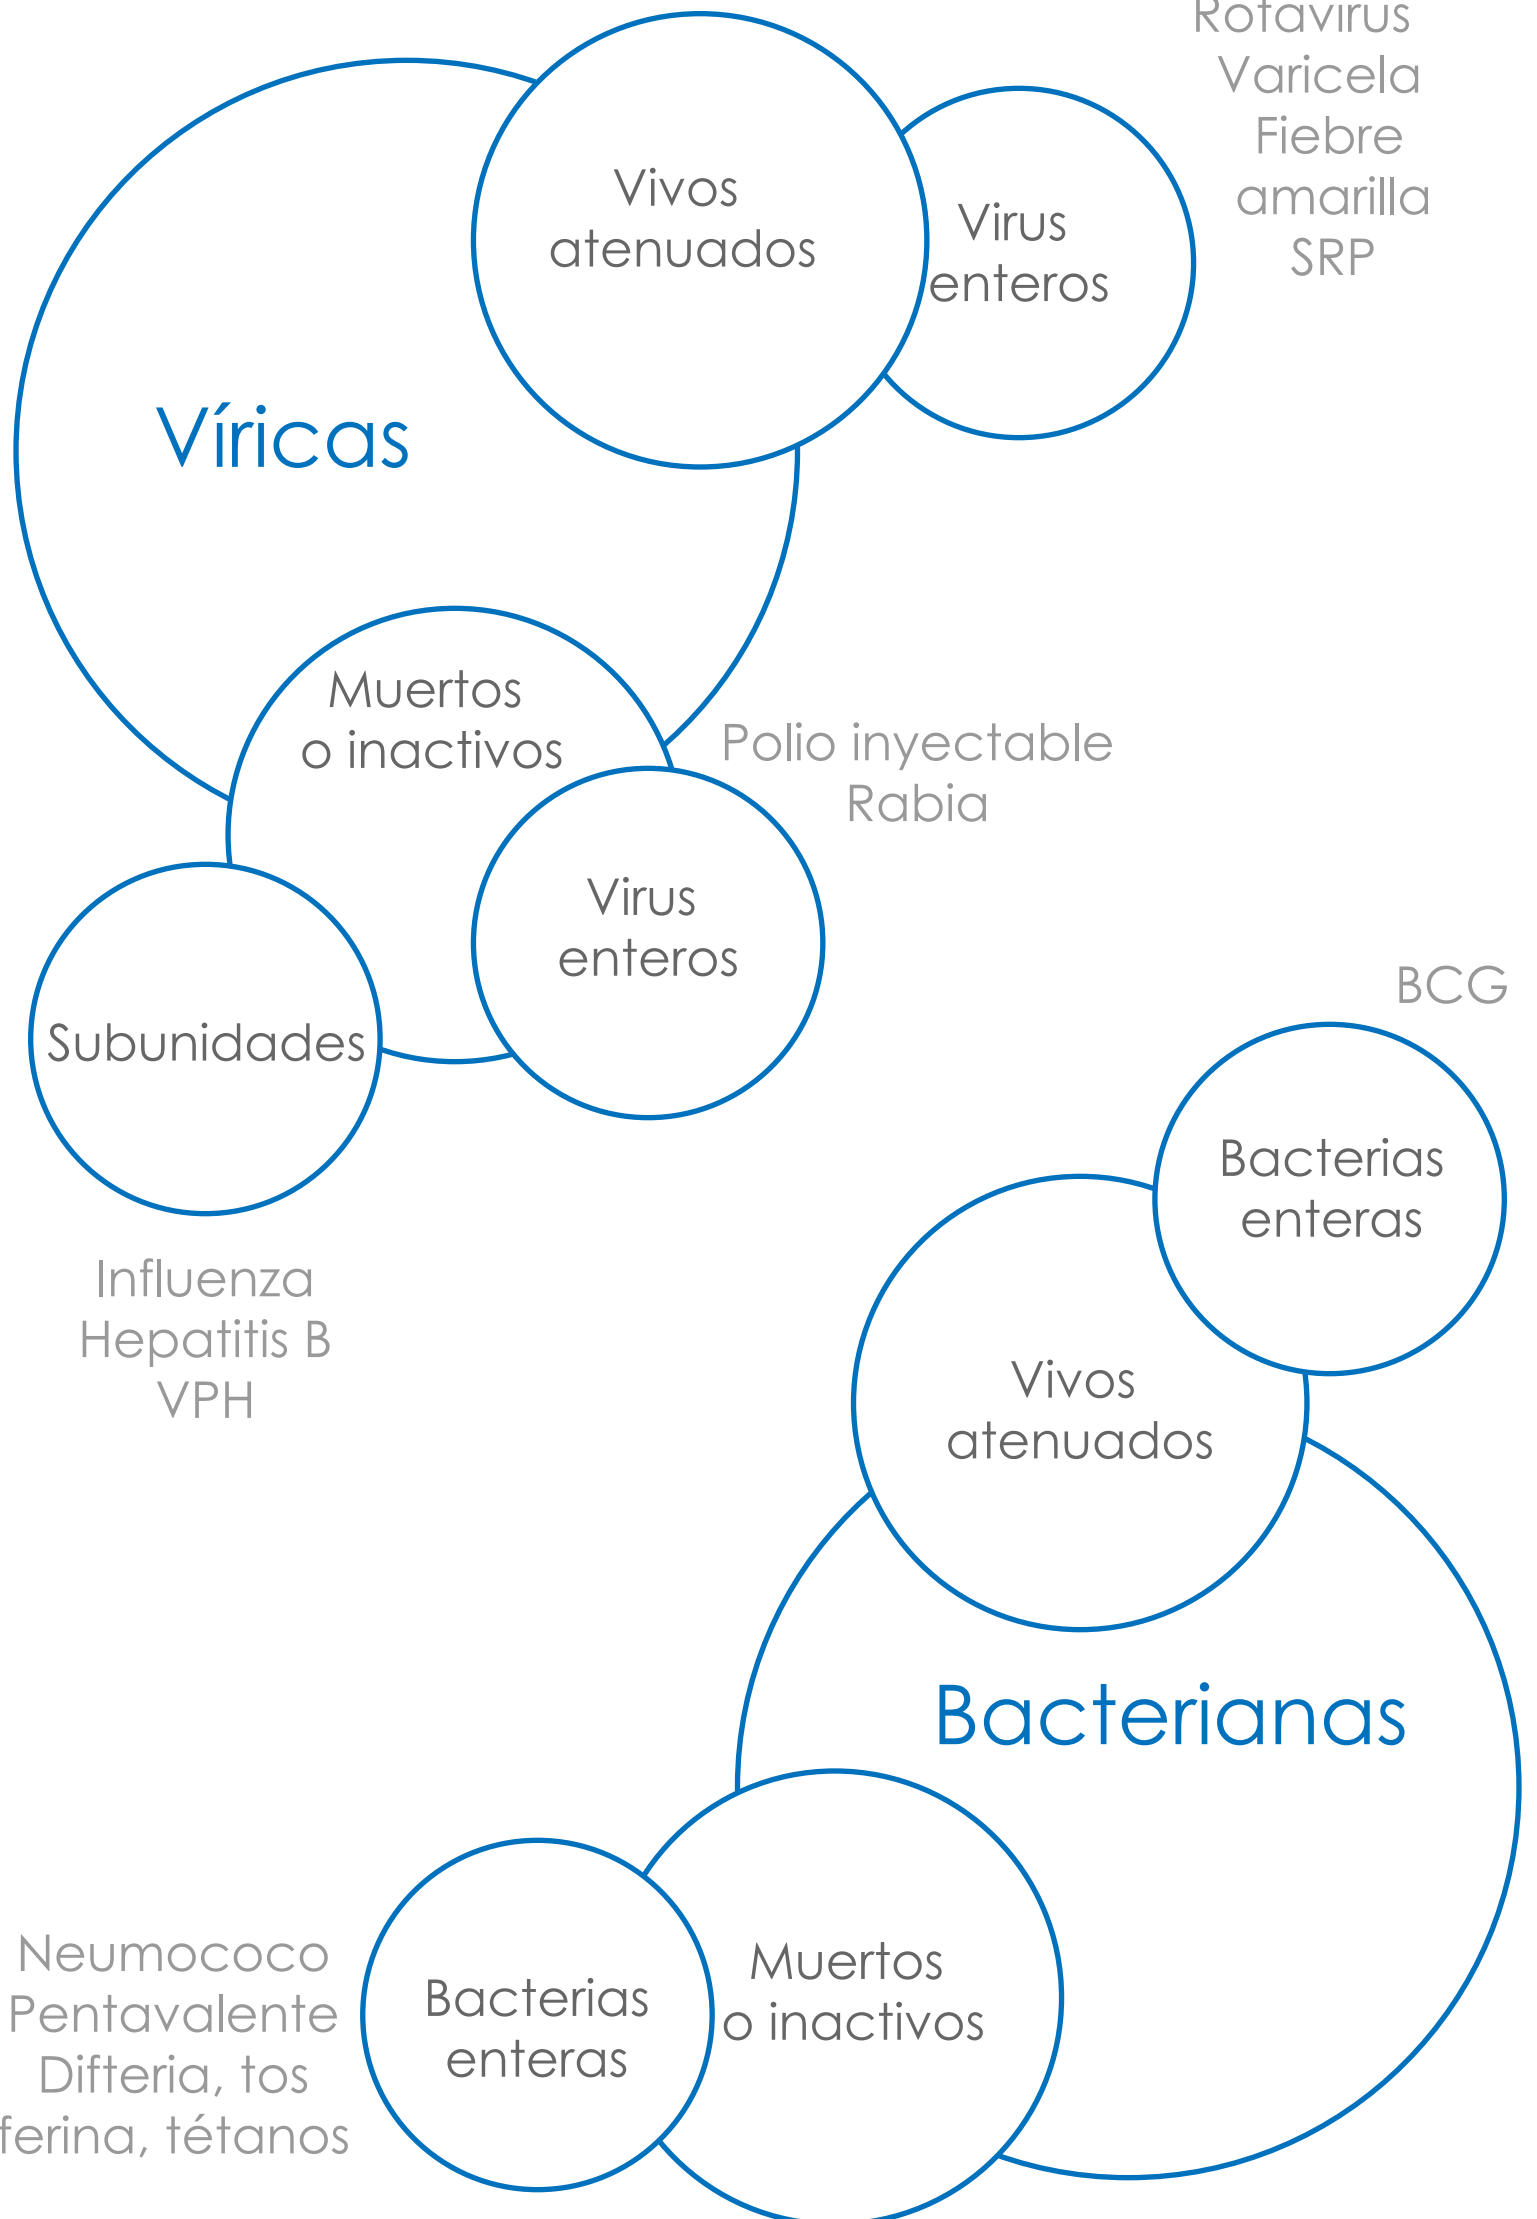 Rotavirus
Varicela
Fiebre
amarilla
SRP
Vivos
atenuados
Virus
enteros
Víricas
Muertos
o inactivos
Polio inyectable
Rabia
Virus
enteros
Subunidades
Influenza
Hepatitis B
VPH
BCG
Bacterias
enteras
Vivos
atenuados
Bacterianas
Muertos
o inactivos
Bacterias
enteras
Neumococo
Pentavalente
Difteria, tos
ferina, tétanos